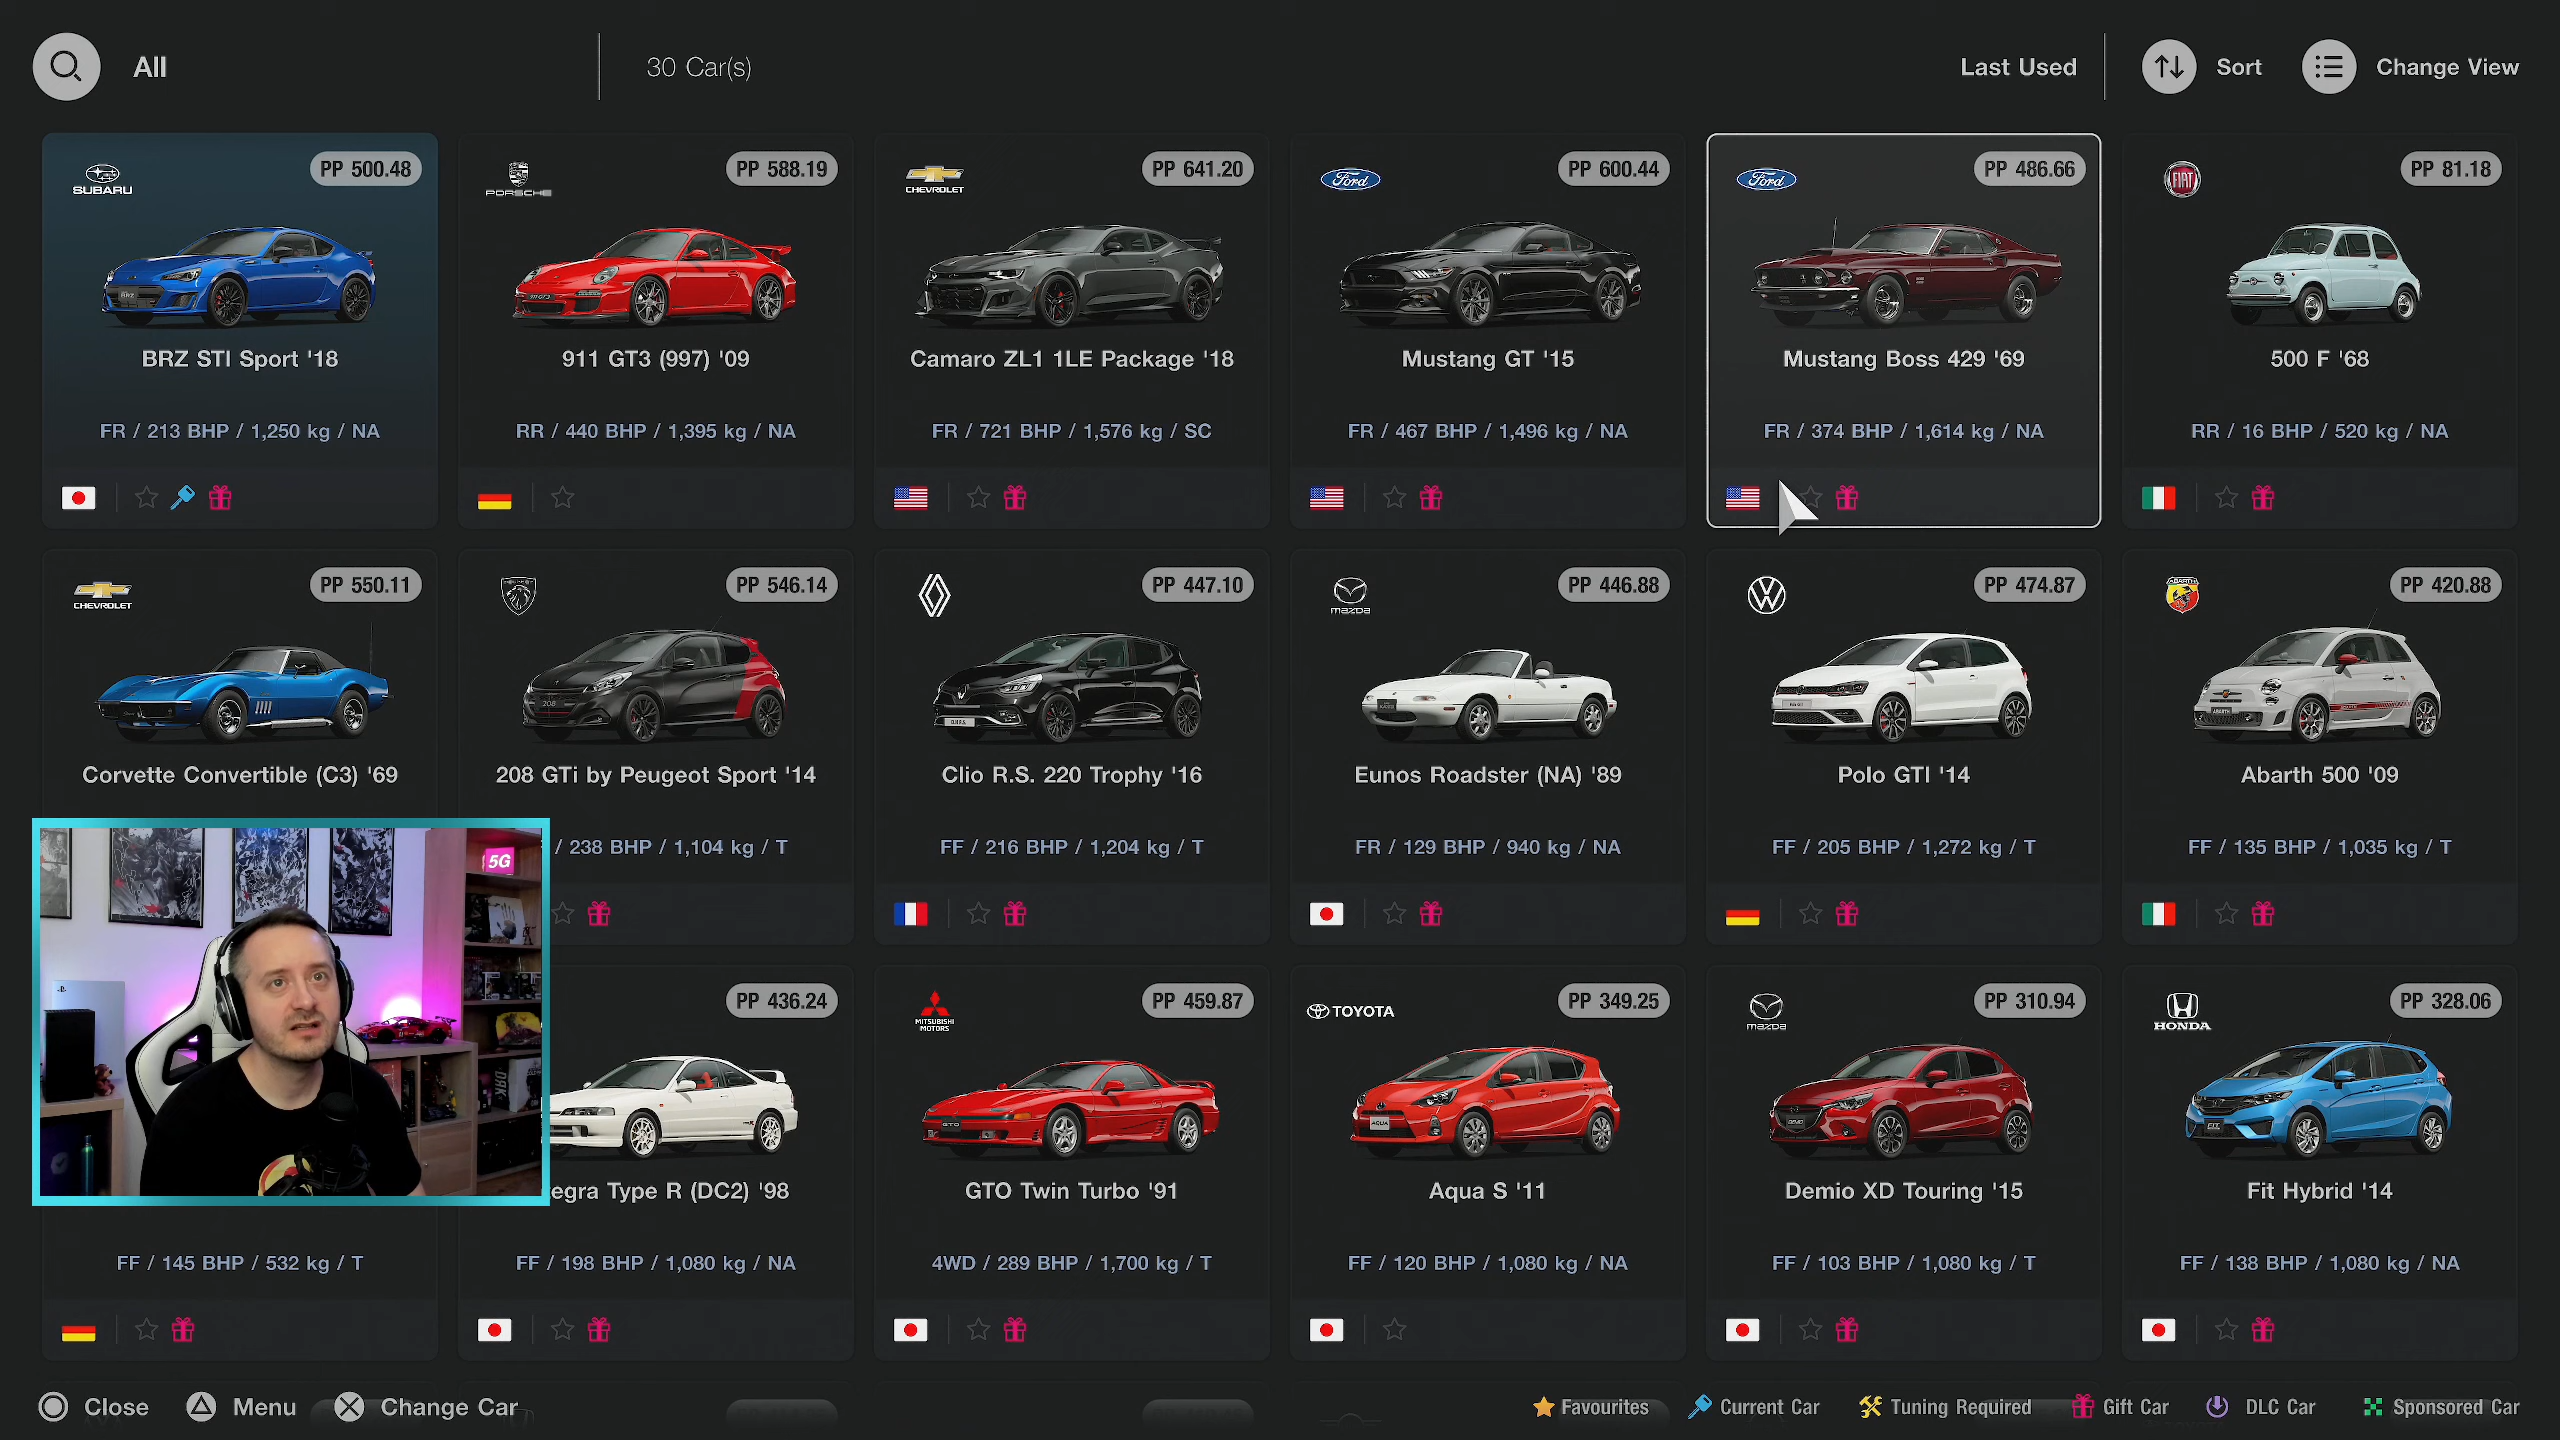 All
30 Car(s)
Last Used
Sort
Change View
SUBARU
PP 500.48
BRZ STI Sport '18
FR / 213 BHP / 1,250 kg / NA
PORSCHE
PP 588.19
911 GT3 (997) '09
RR / 440 BHP / 1,395 kg / NA
CHEVROLET
PP 641.20
Camaro ZL1 1LE Package '18
FR / 721 BHP / 1,576 kg / SC
Ford
PP 600.44
Mustang GT '15
FR / 467 BHP / 1,496 kg / NA
Ford
PP 486.66
Mustang Boss 429 '69
FR / 374 BHP / 1,614 kg / NA
FIAT
PP 81.18
500 F '68
RR / 16 BHP / 520 kg / NA
CHEVROLET
PP 550.11
Corvette Convertible (C3) '69
PEUGEOT
PP 546.14
208
208 GTi by Peugeot Sport '14
/ 238 BHP / 1,104 kg / T
PP 447.10
Clio R.S. 220 Trophy '16
FF / 216 BHP / 1,204 kg / T
mazda
PP 446.88
Eunos Roadster (NA) '89
FR / 129 BHP / 940 kg / NA
PP 474.87
Polo GTI '14
FF / 205 BHP / 1,272 kg / T
ABARTH
PP 420.88
ABARTH
Abarth 500 '09
FF / 135 BHP / 1,035 kg / T
5G
FF / 145 BHP / 532 kg / T
PP 436.24
egra Type R (DC2) '98
FF / 198 BHP / 1,080 kg / NA
MITSUBISHI
MOTORS
PP 459.87
GTO
GTO Twin Turbo '91
4WD / 289 BHP / 1,700 kg / T
TOYOTA
PP 349.25
AQUA
Aqua S '11
FF / 120 BHP / 1,080 kg / NA
mazda
PP 310.94
Demio XD Touring '15
FF / 103 BHP / 1,080 kg / T
HONDA
PP 328.06
FIT
Fit Hybrid '14
FF / 138 BHP / 1,080 kg / NA
Close
Menu
Change Car
Favourites
Current Car
Tuning Required
Gift Car
DLC Car
Sponsored Car